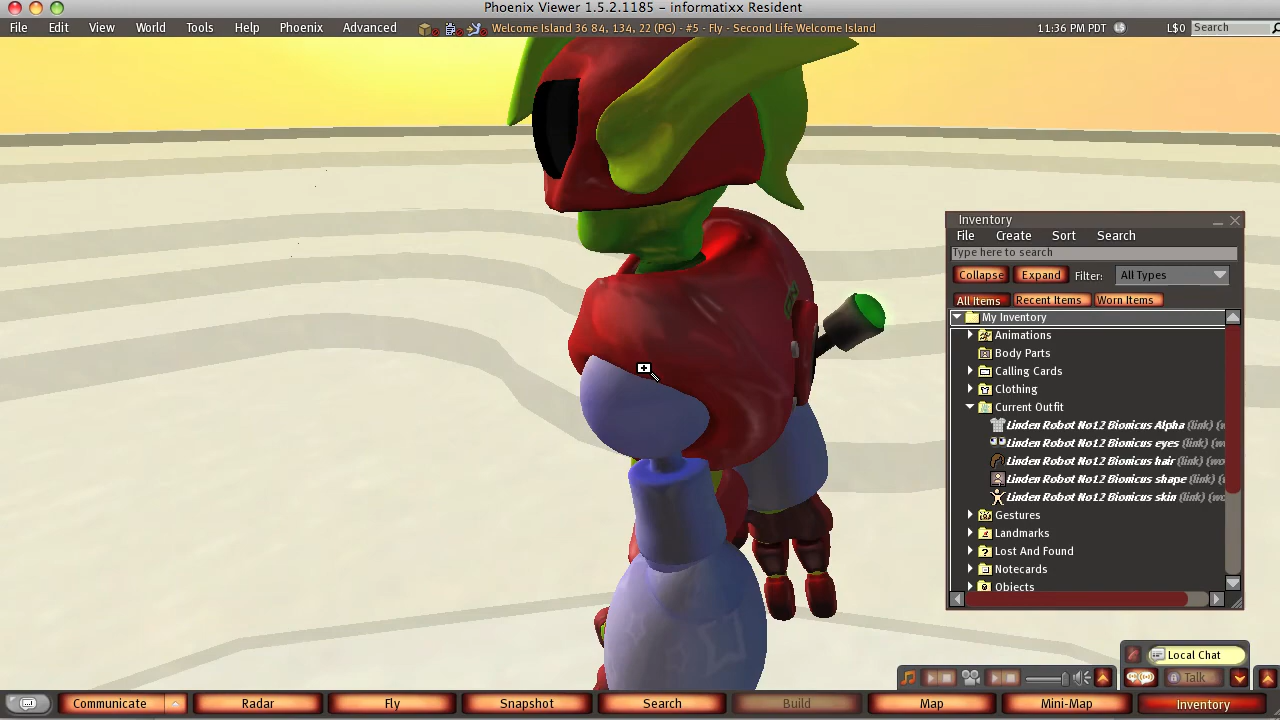 Phoenix Viewer 1.5.2.1185 – informatixx Resident
File Edit View World Tools Help Phoenix Advanced Welcome Island 36 84, 134, 22 (PG) - #5 - Fly - Second Life Welcome Island 11:36 PM PDT L$0 Search
Inventory
File Create Sort Search
Type here to search
Collapse Expand Filter: All Types
All Items Recent Items Worn Items
My Inventory
Animations
Body Parts
Calling Cards
Clothing
Current Outfit
Linden Robot No12 Bionicus Alpha (link) (w
Linden Robot No12 Bionicus eyes (link) (w
Linden Robot No12 Bionicus hair (link) (wo
Linden Robot No12 Bionicus shape (link) (
Linden Robot No12 Bionicus skin (link) (wo
Gestures
Landmarks
Lost And Found
Notecards
Objects
Local Chat
Talk
Communicate Radar Fly Snapshot Search Build Map Mini-Map Inventory